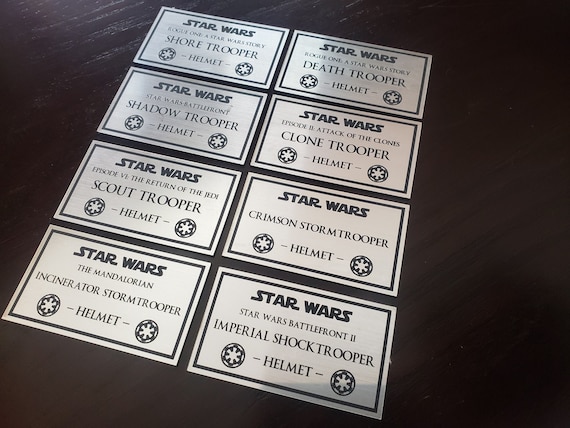 STAR WARS
ROGUE ONE: A STAR WARS STORY
SHORE TROOPER
– HELMET –
STAR WARS
ROGUE ONE: A STAR WARS STORY
DEATH TROOPER
– HELMET –
STAR WARS
STAR WARS BATTLEFRONT
SHADOW TROOPER
– HELMET –
STAR WARS
EPISODE II: ATTACK OF THE CLONES
CLONE TROOPER
– HELMET –
STAR WARS
EPISODE VI: THE RETURN OF THE JEDI
SCOUT TROOPER
– HELMET –
STAR WARS
CRIMSON STORMTROOPER
– HELMET –
STAR WARS
THE MANDALORIAN
INCINERATOR STORMTROOPER
– HELMET –
STAR WARS
STAR WARS BATTLEFRONT II
IMPERIAL SHOCKTROOPER
– HELMET –